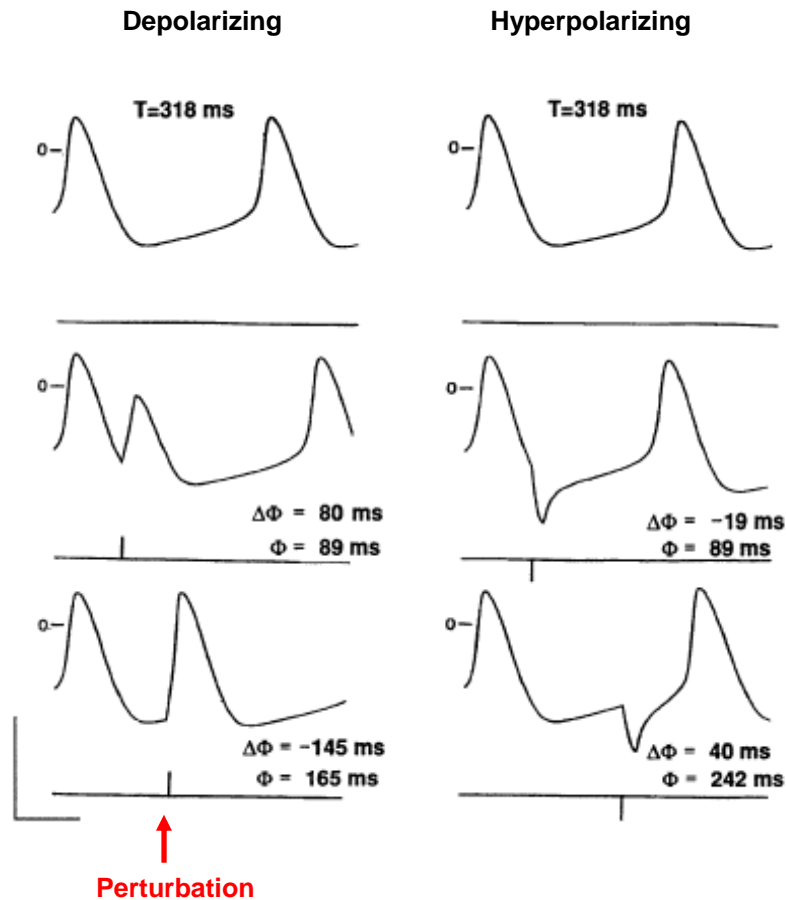 Depolarizing
Hyperpolarizing
T=318 ms
T=318 ms
0
0
0
0
ΔΦ = 80 ms
Φ = 89 ms
ΔΦ = -19 ms
Φ = 89 ms
0
0
ΔΦ = -145 ms
Φ = 165 ms
ΔΦ = 40 ms
Φ = 242 ms
Perturbation